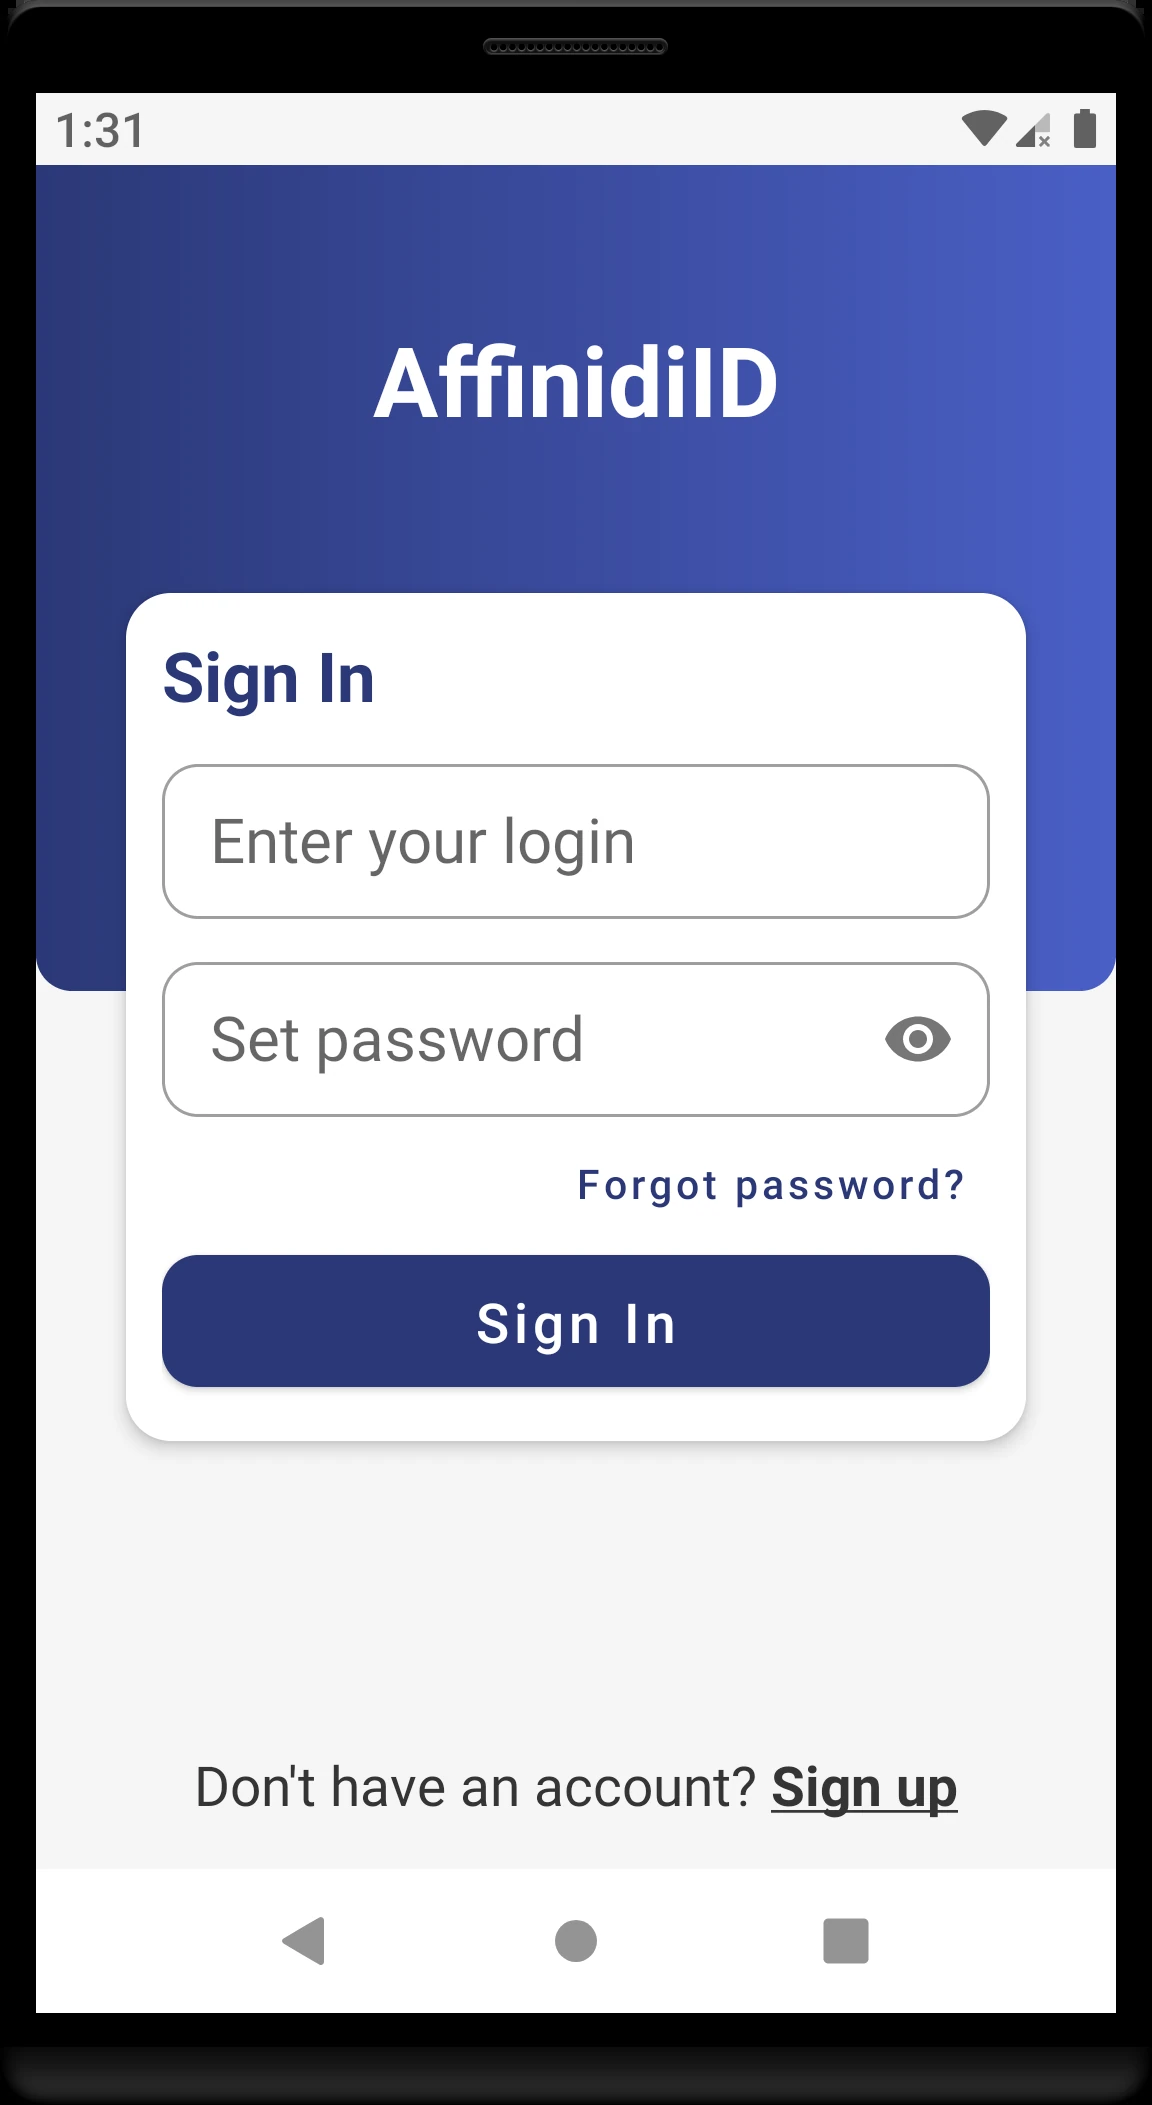 1:31
AffinidiID
Sign In
Enter your login
Set password
Forgot password?
Sign In
Don't have an account? Sign up